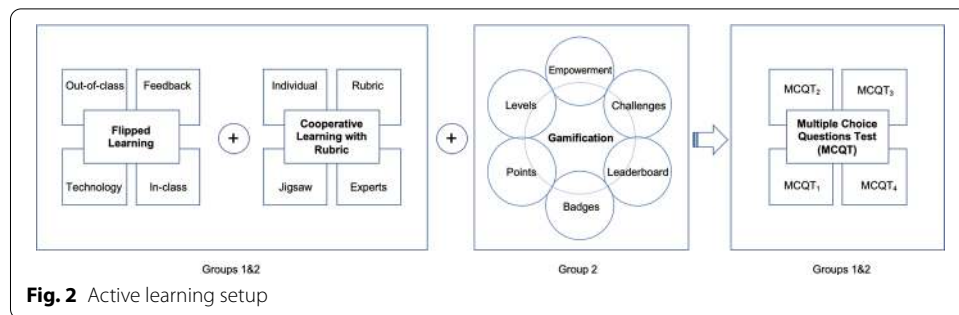 Out-of-class
Feedback
Flipped
Learning
Technology
In-class
+
Individual
Rubric
Cooperative
Learning with
Rubric
Jigsaw
Experts
+
Empowerment
Levels
Challenges
Gamification
Points
Leaderboard
Badges
MCQT₂
MCQT₃
Multiple Choice
Questions Test
(MCQT)
MCQT₁
MCQT₄
Groups 1&2
Group 2
Groups 1&2
Fig. 2 Active learning setup